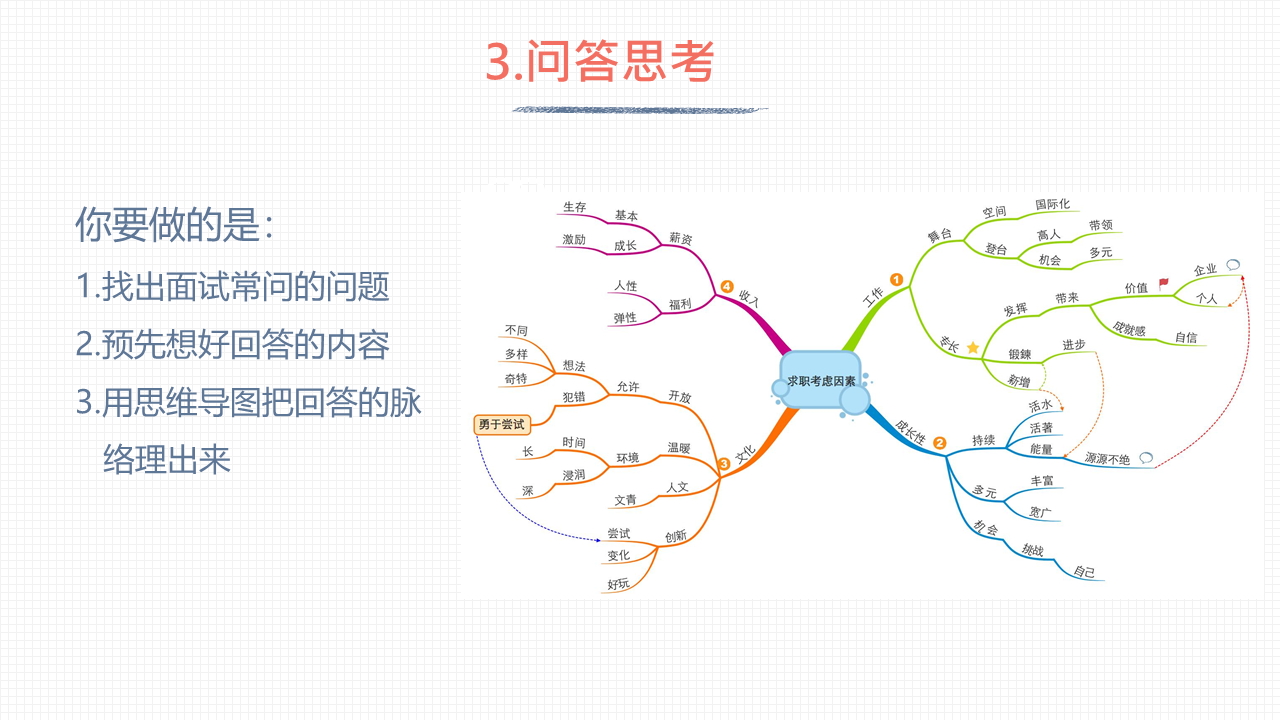 3.问答思考
你要做的是：
1.找出面试常问的问题
2.预先想好回答的内容
3.用思维导图把回答的脉
络理出来
求职考虑因素
1
工作
舞台
空间
国际化
登台
高人
带领
机会
多元
专长
发挥
带来
价值
企业
个人
成就感
自信
锻鍊
进步
新增
2
成长性
持续
活水
活著
能量
源源不绝
多元
丰富
宽广
机会
挑战
自己
3
文化
开放
允许
想法
不同
多样
奇特
犯错
勇于尝试
温暖
环境
时间
长
浸润
深
人文
文青
创新
尝试
变化
好玩
4
收入
薪资
基本
生存
成长
激励
福利
人性
弹性